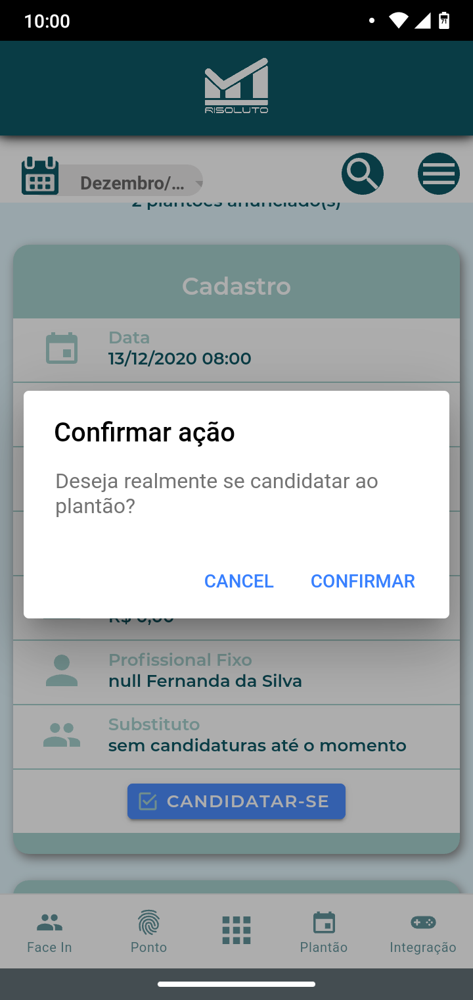 10:00
71
RISOLUTO
Dezembro/...
2 plantões anunciado(s)
Cadastro
Data
13/12/2020 08:00
Confirmar ação
Deseja realmente se candidatar ao
plantão?
CANCEL CONFIRMAR
R$ 0,00
Profissional Fixo
null Fernanda da Silva
Substituto
sem candidaturas até o momento
CANDIDATAR-SE
Face In Ponto Plantão Integração